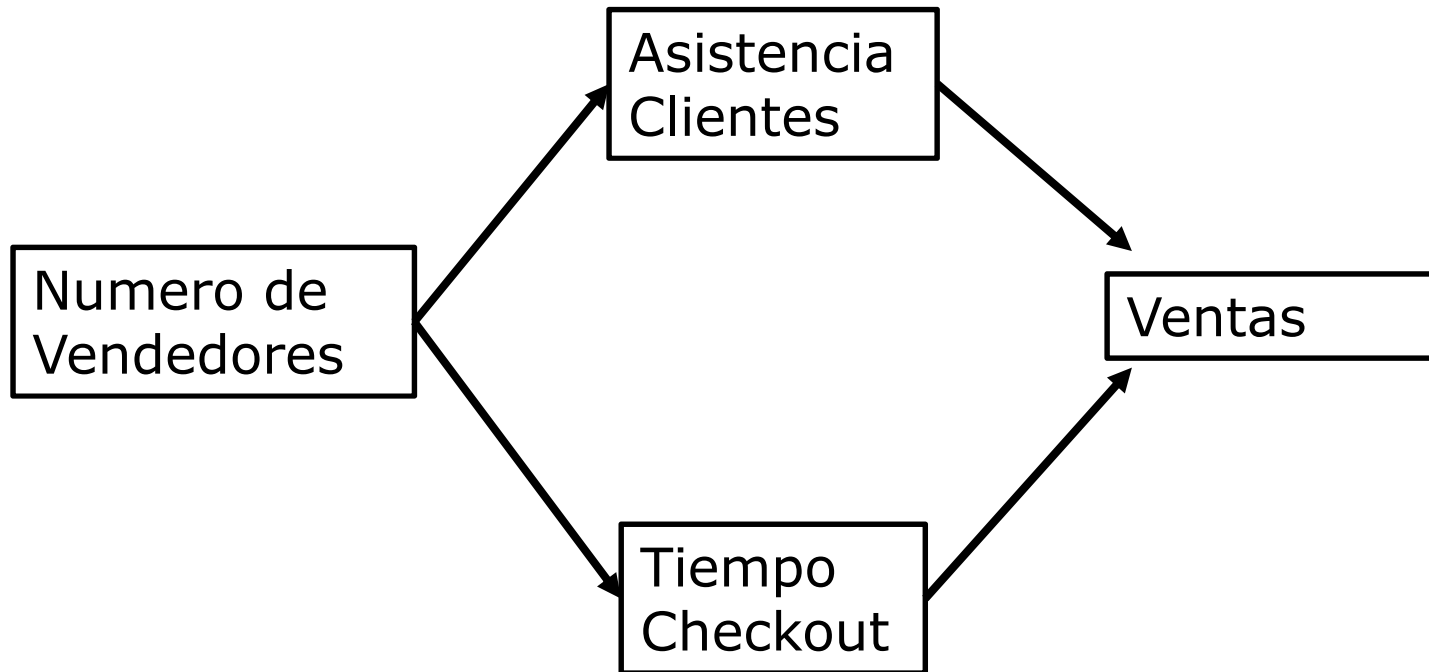 Asistencia
Clientes
Numero de
Vendedores
Ventas
Tiempo
Checkout